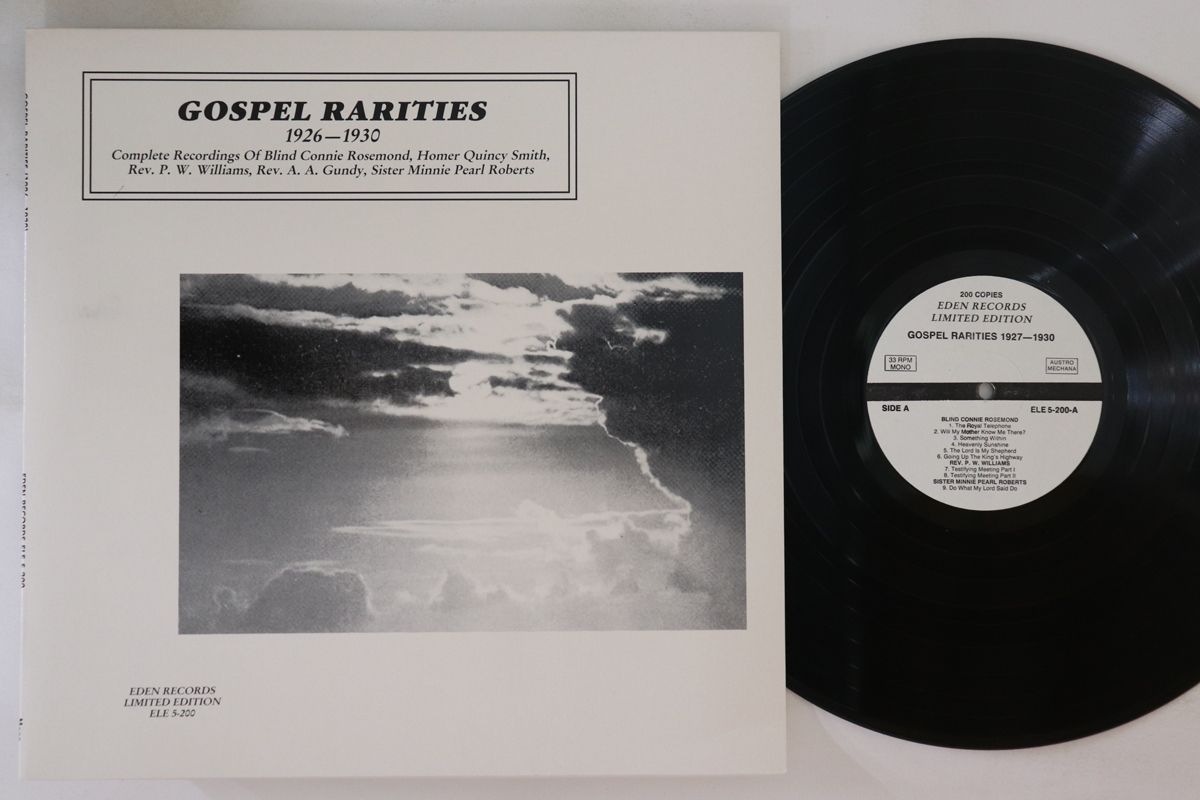 GOSPEL RARITIES
1926—1930
Complete Recordings Of Blind Connie Rosemond, Homer Quincy Smith,
Rev. P. W. Williams, Rev. A. A. Gundy, Sister Minnie Pearl Roberts
EDEN RECORDS
LIMITED EDITION
ELE 5-200
200 COPIES
EDEN RECORDS
LIMITED EDITION
GOSPEL RARITIES 1927—1930
33 RPM
MONO
AUSTRO
MECHANA
SIDE A
ELE 5-200-A
BLIND CONNIE ROSEMOND
1. The Royal Telephone
2. Will My Mother Know Me There?
3. Something Within
4. Heavenly Sunshine
5. The Lord Is My Shepherd
6. Going Up The King's Highway
REV. P. W. WILLIAMS
7. Testifying Meeting Part I
8. Testifying Meeting Part II
SISTER MINNIE PEARL ROBERTS
9. Do What My Lord Said Do